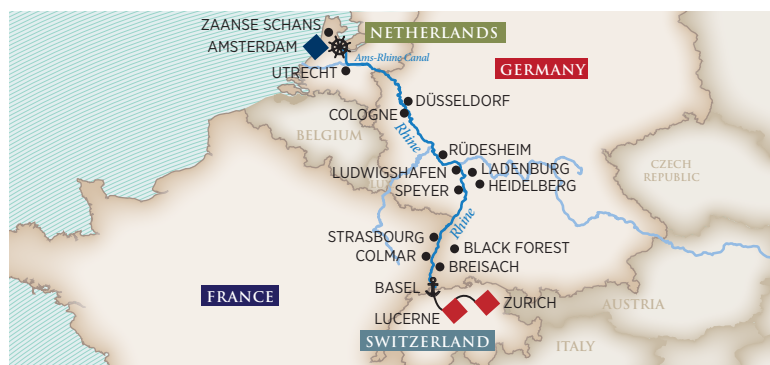 ZAANSE SCHANS
NETHERLANDS
AMSTERDAM
Ams-Rhine Canal
UTRECHT
GERMANY
DÜSSELDORF
COLOGNE
Rhine
BELGIUM
RÜDESHEIM
LUDWIGSHAFEN
LADENBURG
CZECH
REPUBLIC
LU
SPEYER
HEIDELBERG
Rhine
STRASBOURG
BLACK FOREST
COLMAR
BREISACH
BASEL
FRANCE
ZURICH
AUSTRIA
LUCERNE
SWITZERLAND
ITALY